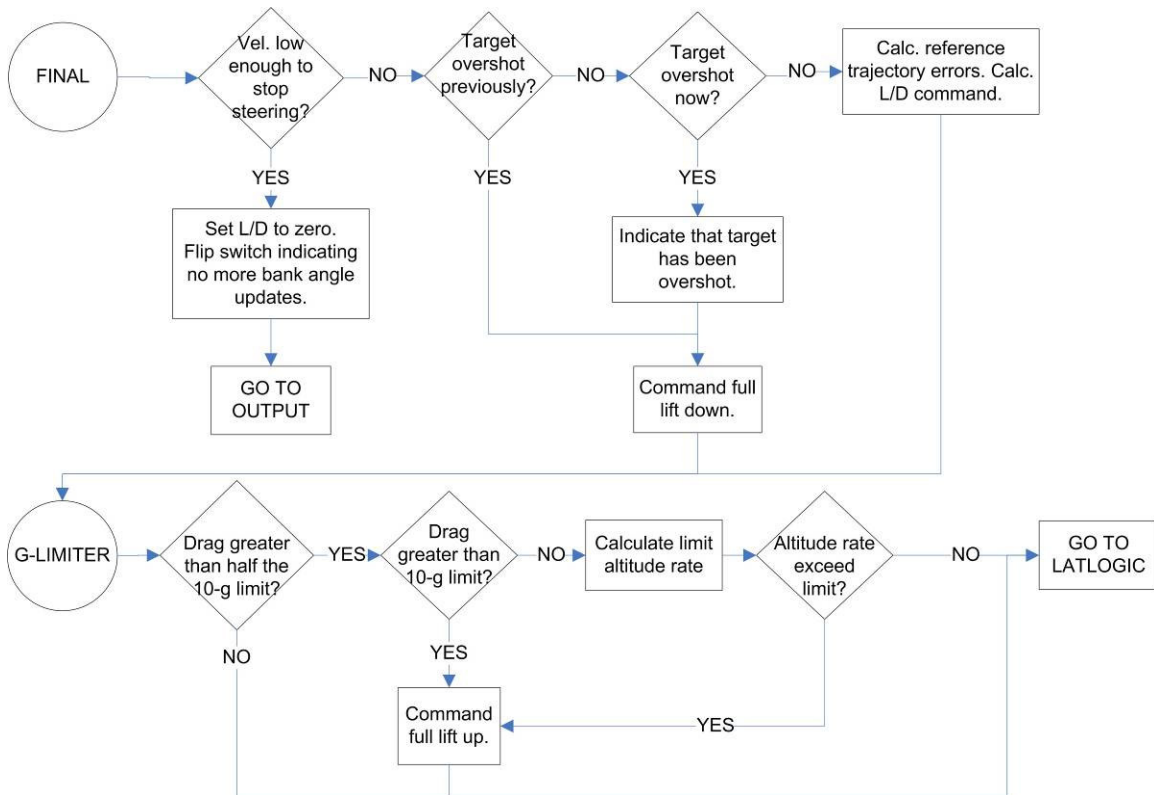 FINAL
Vel. low
enough to
stop
steering?
NO
Target
overshot
previously?
NO
Target
overshot
now?
NO
Calc. reference
trajectory errors. Calc.
L/D command.
YES
YES
YES
Set L/D to zero.
Flip switch indicating
no more bank angle
updates.
Indicate that target
has been
overshot.
GO TO
OUTPUT
Command full
lift down.
G-LIMITER
Drag greater
than half the
10-g limit?
YES
Drag
greater than
10-g limit?
NO
Calculate limit
altitude rate
Altitude rate
exceed
limit?
NO
GO TO
LATLOGIC
NO
YES
YES
Command
full lift up.